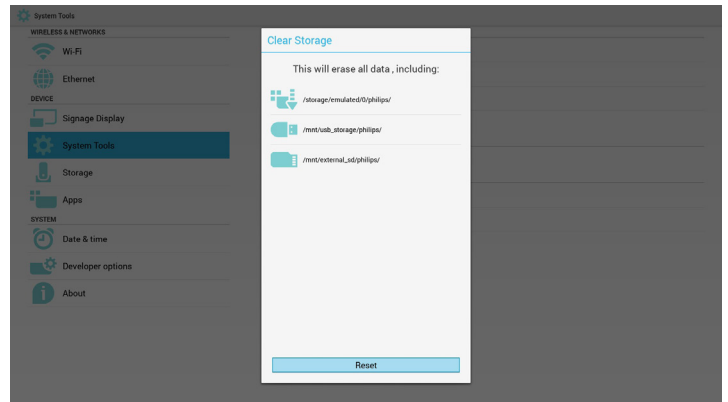 System Tools
WIRELESS & NETWORKS
Wi-Fi
Ethernet
DEVICE
Signage Display
System Tools
Storage
Apps
SYSTEM
Date & time
Developer options
About
Clear Storage
This will erase all data , including:
/storage/emulated/0/philips/
/mnt/usb_storage/philips/
/mnt/external_sd/philips/
Reset